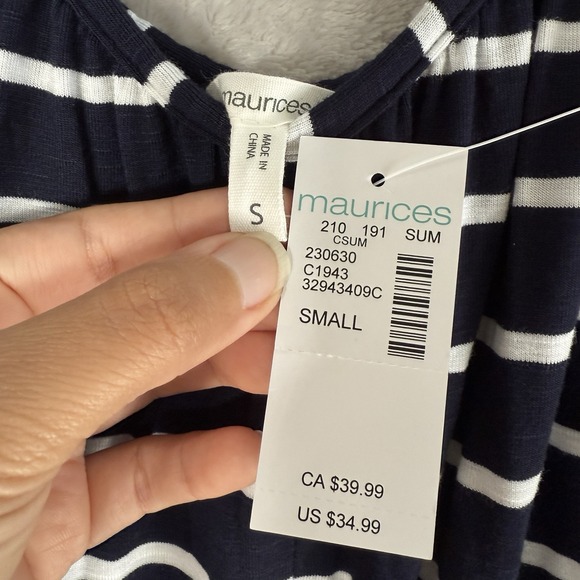 maurices
MADE IN
CHINA
S
maurices
210 191 SUM
CSUM
230630
C1943
32943409C
SMALL
CA $39.99
US $34.99